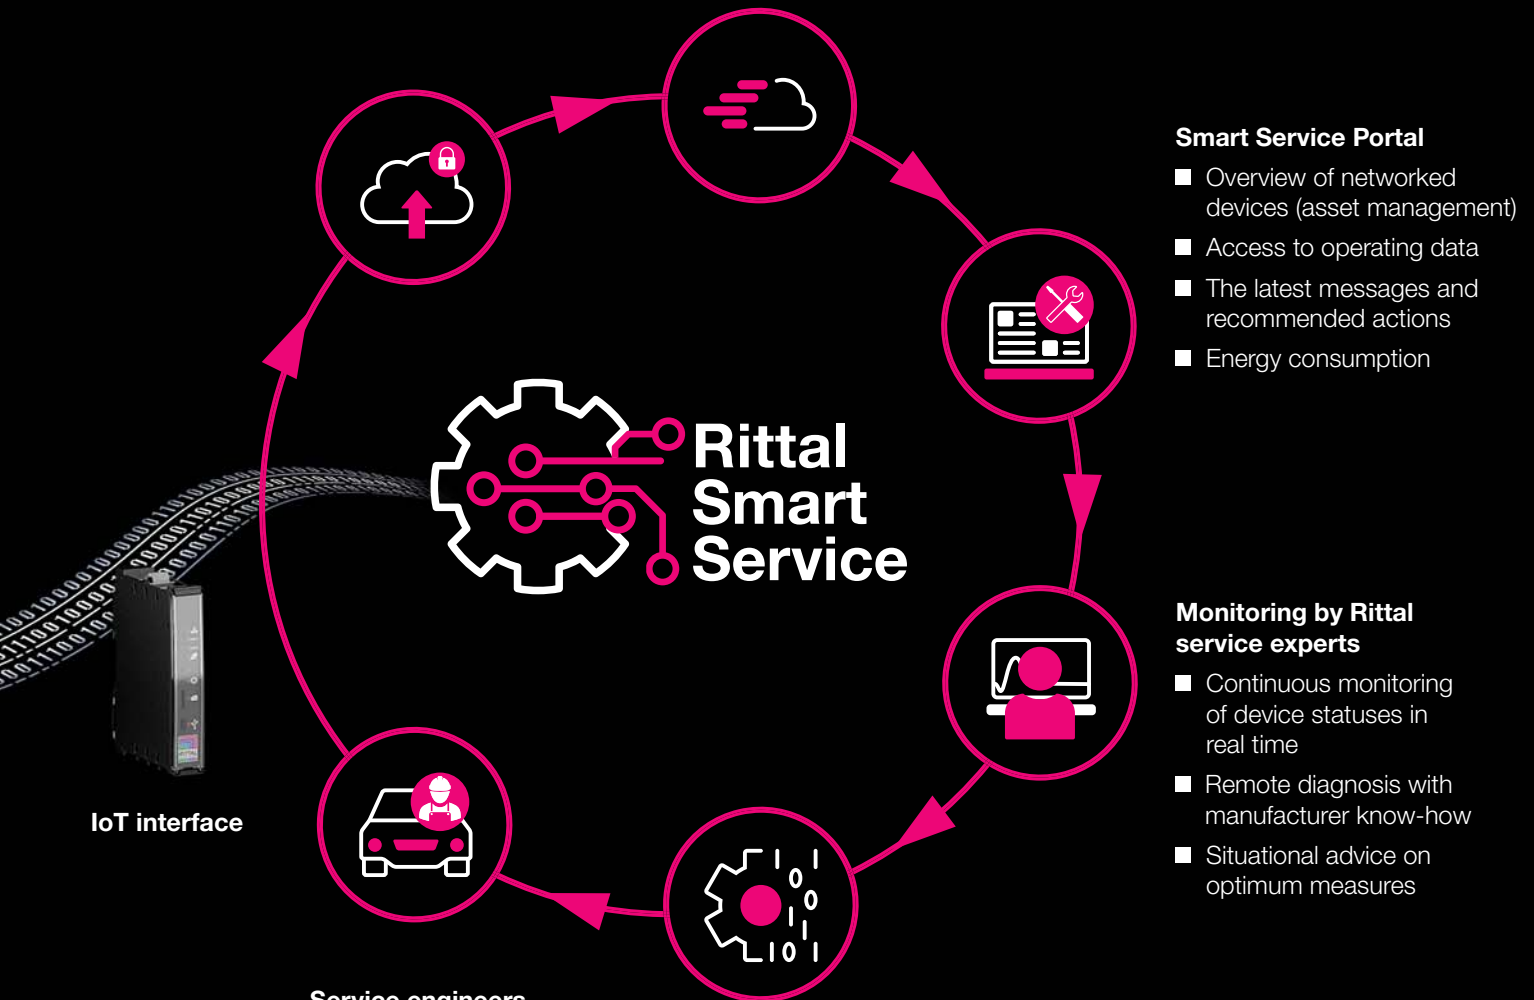 Smart Service Portal
Overview of networked
devices (asset management)
Access to operating data
The latest messages and
recommended actions
Energy consumption
Rittal
Smart
Service
Monitoring by Rittal
service experts
Continuous monitoring
of device statuses in
real time
Remote diagnosis with
manufacturer know-how
Situational advice on
optimum measures
IoT interface
Service engineers